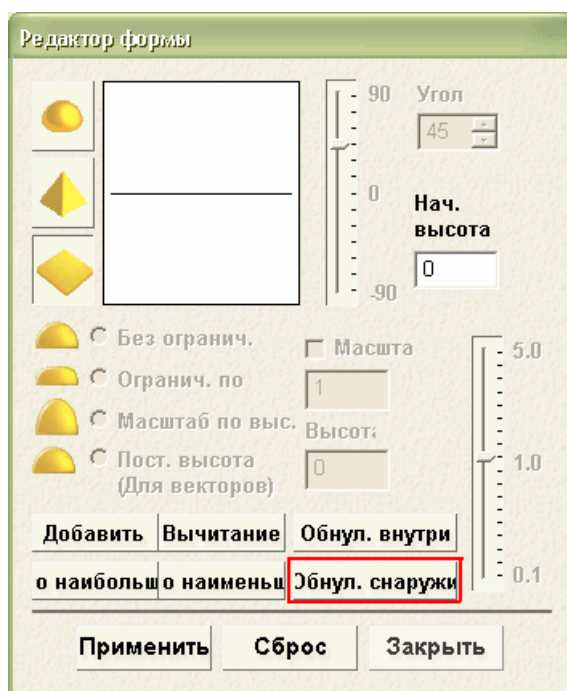 Редактор формы
90 Угол
45
0 Нач.
высота
0
-90
Без огранич.
Масшта
5.0
Огранич. по
1
Масштаб по выс.
Высота
Пост. высота
(Для векторов)
0
1.0
Добавить Вычитание Обнул. внутри
о наибольш о наименьш Обнул. снаружи
0.1
Применить Сброс Закрыть